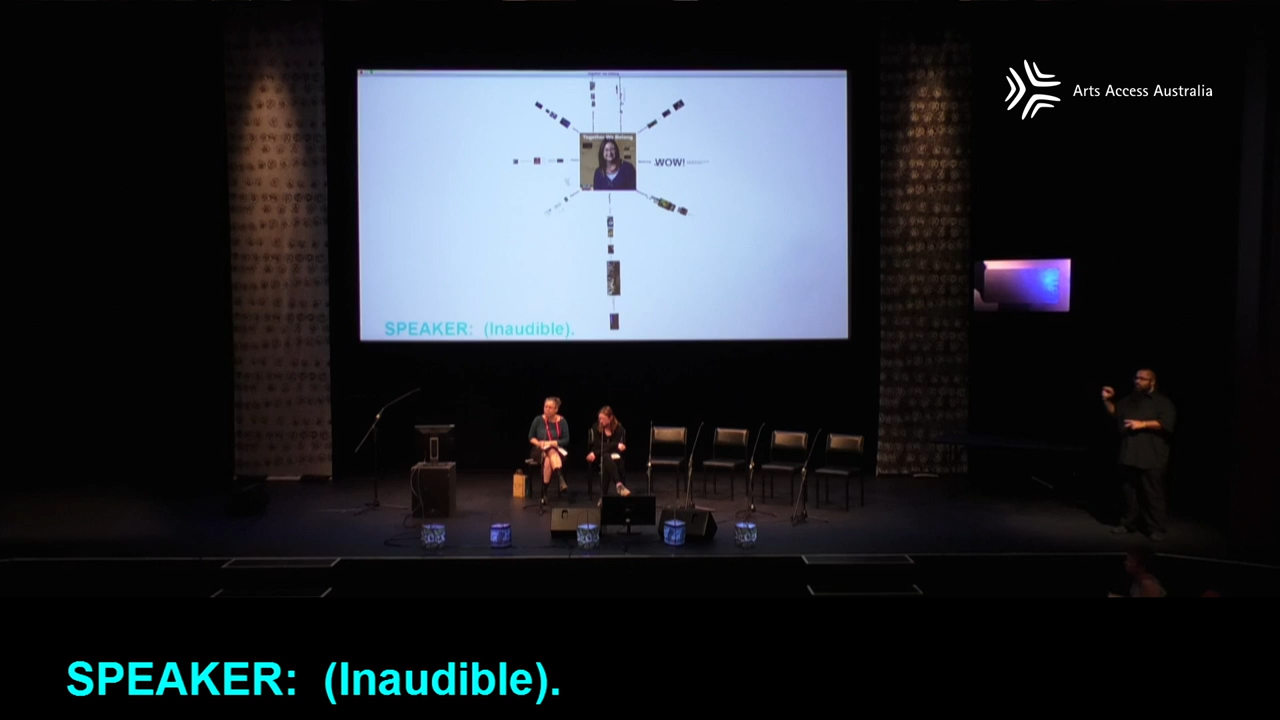 Arts Access Australia
Together We Belong
WOW!
SPEAKER: (Inaudible).
SPEAKER: (Inaudible).